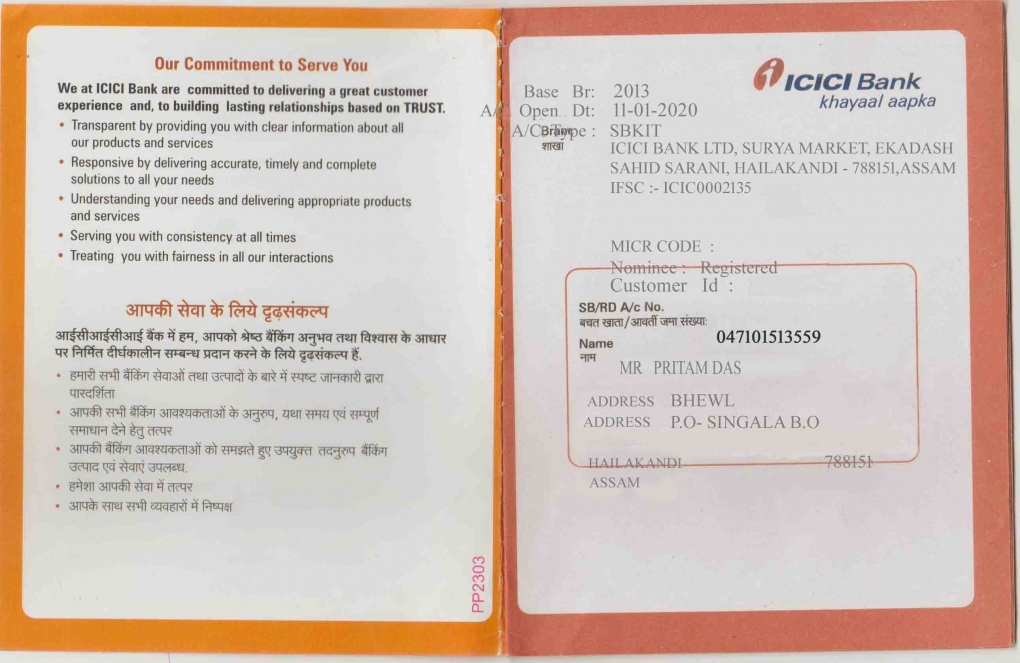 Our Commitment to Serve You
We at ICICI Bank are committed to delivering a great customer
experience and, to building lasting relationships based on TRUST.
• Transparent by providing you with clear information about all
our products and services
• Responsive by delivering accurate, timely and complete
solutions to all your needs
• Understanding your needs and delivering appropriate products
and services
• Serving you with consistency at all times
• Treating you with fairness in all our interactions
आपकी सेवा के लिये दृढ़संकल्प
आईसीआईसीआई बैंक में हम, आपको श्रेष्ठ बैंकिंग अनुभव तथा विश्वास के आधार
पर निर्मित दीर्घकालीन सम्बन्ध प्रदान करने के लिये दृढ़संकल्प हैं.
• हमारी सभी बैंकिंग सेवाओं तथा उत्पादों के बारे में स्पष्ट जानकारी द्वारा
पारदर्शिता
• आपकी सभी बैंकिंग आवश्यकताओं के अनुरुप, यथा समय एवं सम्पूर्ण
समाधान देने हेतु तत्पर
• आपकी बैंकिंग आवश्यकताओं को समझते हुए उपयुक्त तदनुरुप बैंकिंग
उत्पाद एवं सेवाएं उपलब्ध.
• हमेशा आपकी सेवा में तत्पर
• आपके साथ सभी व्यवहारों में निष्पक्ष
PP2303
ICICI Bank
khayaal aapka
Base Br: 2013
Open Dt: 11-01-2020
A/C Type : SBKIT
शाखा
ICICI BANK LTD, SURYA MARKET, EKADASH
SAHID SARANI, HAILAKANDI - 788151,ASSAM
IFSC :- ICIC0002135
MICR CODE :
Nominee : Registered
Customer Id :
SB/RD A/c No.
बचत खाता/आवर्ती जमा संख्या:
047101513559
Name
नाम
MR PRITAM DAS
ADDRESS BHEWL
ADDRESS P.O- SINGALA B.O
HAILAKANDI 788151
ASSAM